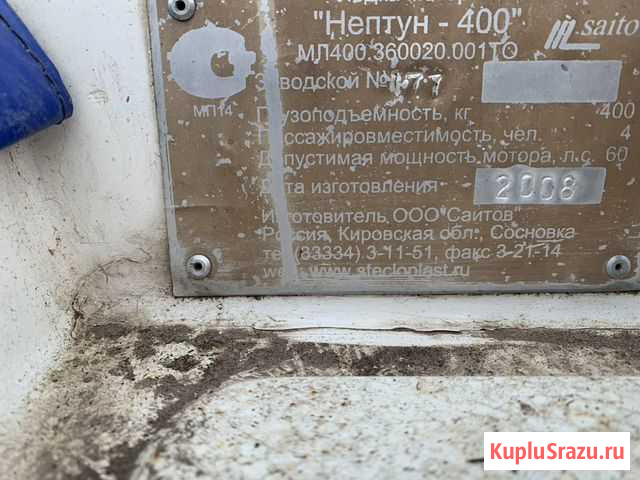 "Нептун - 400"
saito
МЛ400.360020.001ТО
Заводской № 177
МП14
Грузоподъемность, кг 400
Пассажировместимость, чел. 4
Допустимая мощность мотора, л.с. 60
Дата изготовления 2008
Изготовитель ООО"Саитов"
Россия, Кировская обл., Сосновка
тел (83334) 3-11-51, факс 3-21-14
www.stecloplast.ru
KupluSrazu.ru